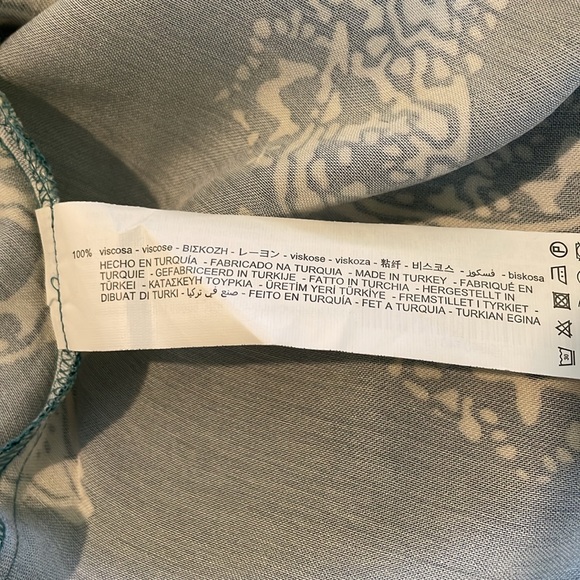 100% viscosa - viscose - ΒΙΣΚΟΖΗ - レーヨン - viskose - viskoza - 粘纤 - 비스코스 - فسكوز - biskosa
HECHO EN TURQUÍA - FABRICADO NA TURQUIA - MADE IN TURKEY - FABRIQUÉ EN
TURQUIE - GEFABRICEERD IN TURKIJE - FATTO IN TURCHIA - HERGESTELLT IN
TÜRKEI - ΚΑΤΑΣΚΕΥΗ ΤΟΥΡΚΙΑ - ÜRETİM YERİ TÜRKİYE - FREMSTILLET I TYRKIET -
DIBUAT DI TURKI - صنع في تركيا - FEITO EN TURQUÍA - FET A TURQUIA - TURKIAN EGINA